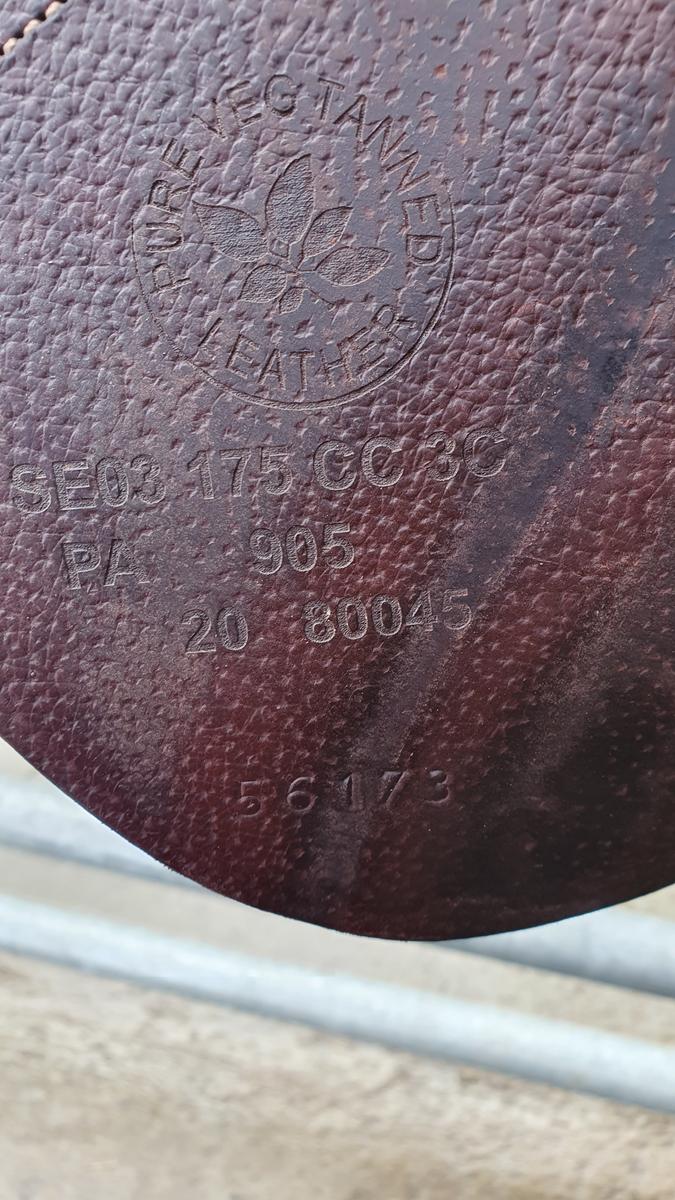 PURE VEG TANNED
LEATHER
SE03 175 CC 3C
PA 905
20 80045
56173